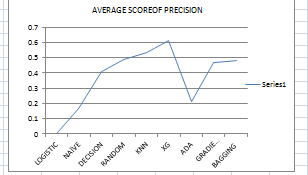 AVERAGE SCOREOF PRECISION
0.7
0.6
0.5
0.4
0.3
0.2
0.1
0
Series1
LOGISTIC
NAÏVE
DECISION
RANDOM
KNN
XG
ADA
GRADIE...
BAGGING